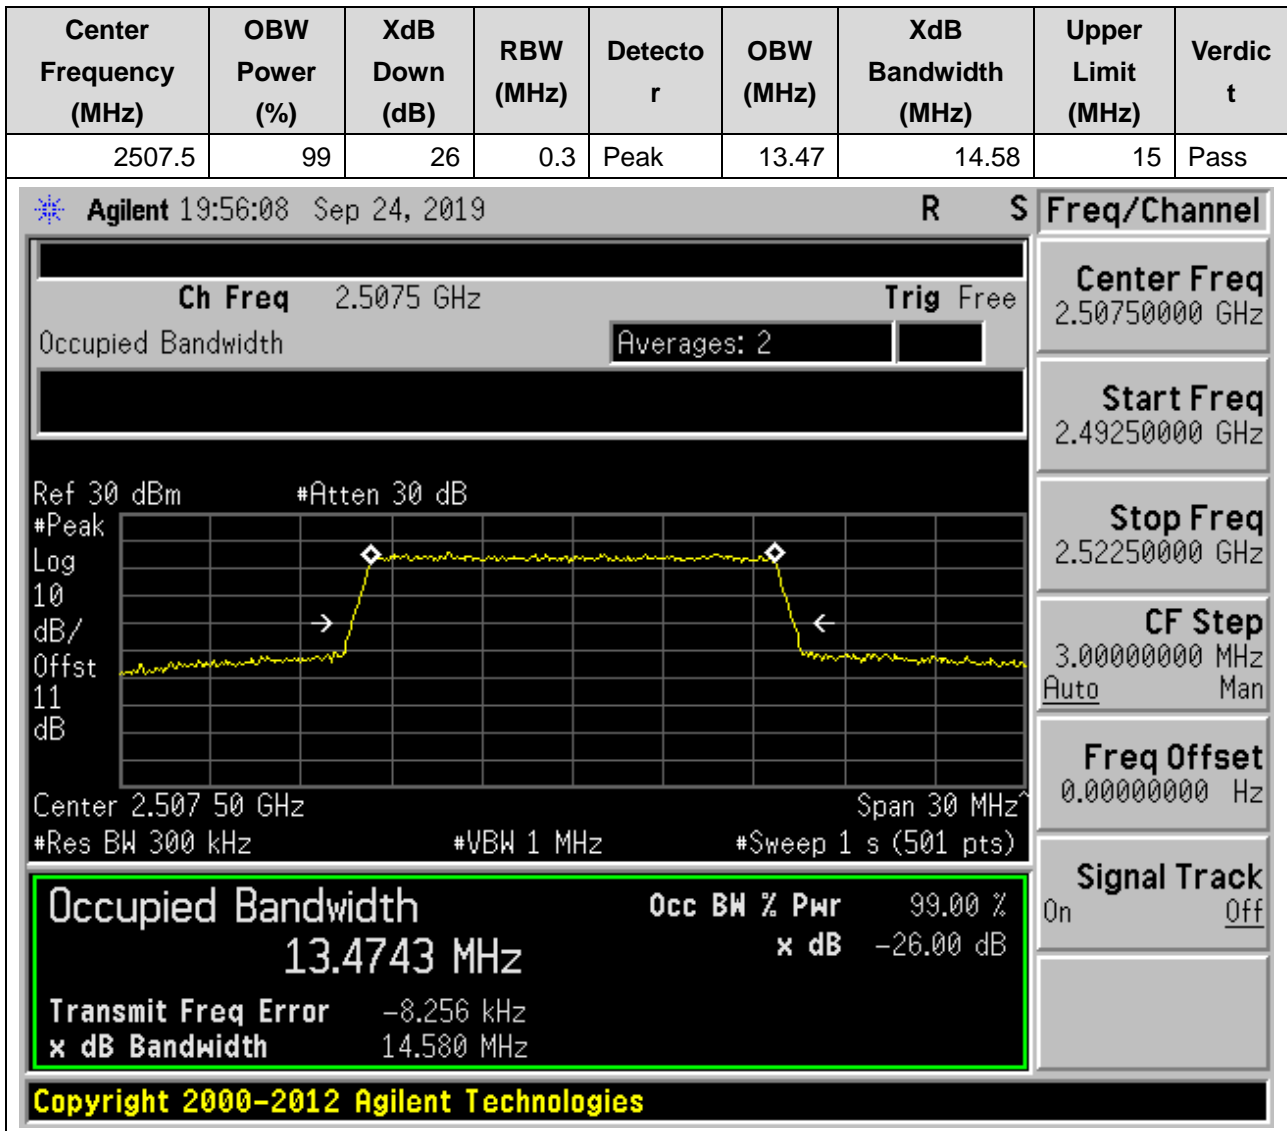 Center Frequency (MHz) OBW Power (%) XdB Down (dB) RBW (MHz) Detecto r OBW (MHz) XdB Bandwidth (MHz) Upper Limit (MHz) Verdic t
2507.5 99 26 0.3 Peak 13.47 14.58 15 Pass
Agilent 19:56:08 Sep 24, 2019 R S Freq/Channel
Ch Freq 2.5075 GHz Trig Free
Occupied Bandwidth Averages: 2
Center Freq
2.50750000 GHz
Start Freq
2.49250000 GHz
Stop Freq
2.52250000 GHz
CF Step
3.00000000 MHz
Auto Man
Freq Offset
0.00000000 Hz
Signal Track
On Off
Ref 30 dBm #Atten 30 dB
#Peak
Log
10
dB/
Offst
11
dB
Center 2.507 50 GHz Span 30 MHz^
#Res BW 300 kHz #VBW 1 MHz #Sweep 1 s (501 pts)
Occupied Bandwidth Occ BW % Pwr 99.00 %
13.4743 MHz x dB -26.00 dB
Transmit Freq Error -8.256 kHz
x dB Bandwidth 14.580 MHz
Copyright 2000-2012 Agilent Technologies